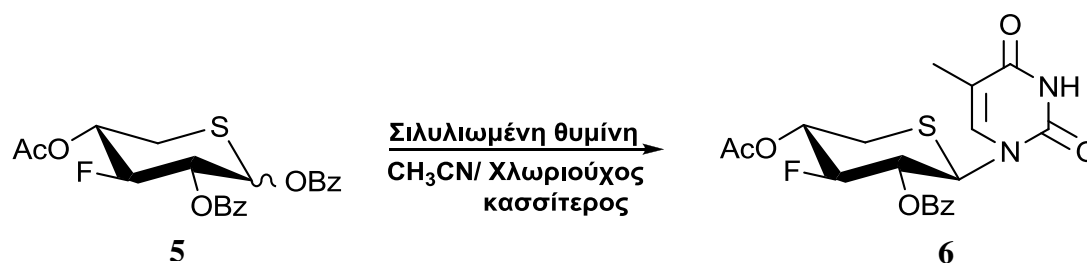 S
AcO
F
OBz
OBz
5
Σιλυλιωμένη θυμίνη
CH₃CN/ Χλωριούχος
κασσίτερος
O
NH
S
N
O
AcO
F
OBz
6